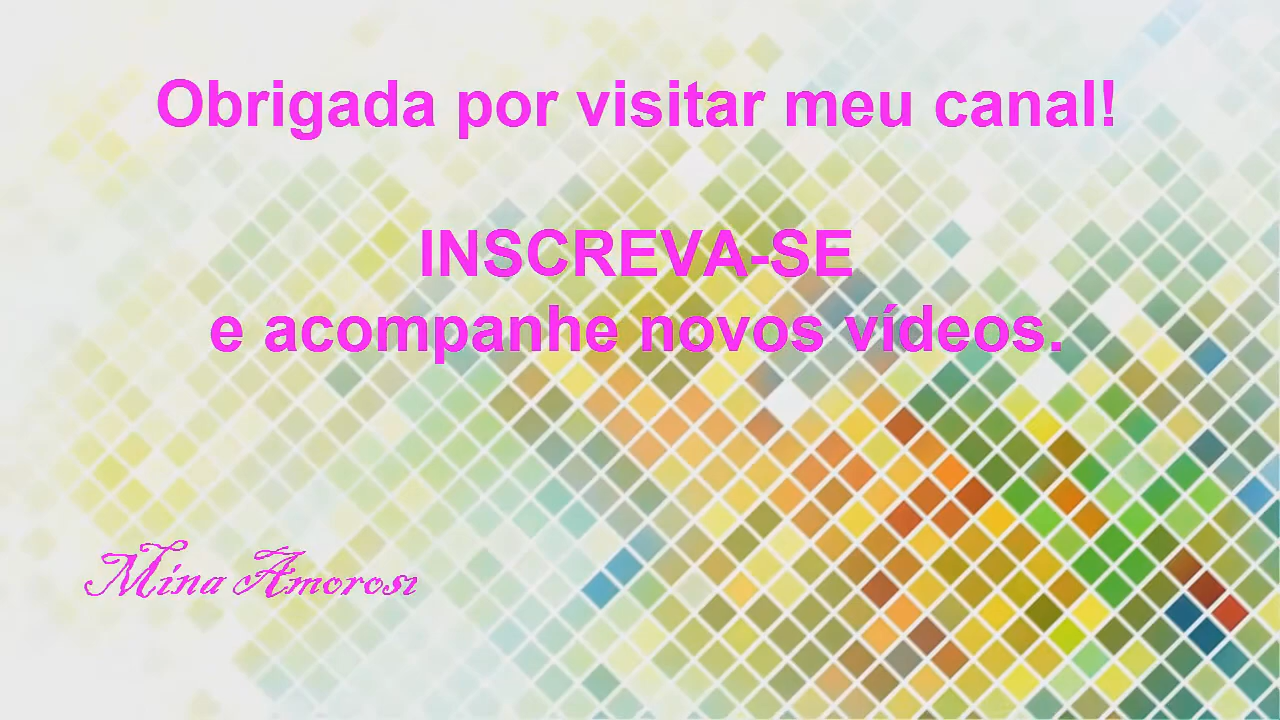 Obrigada por visitar meu canal!
INSCREVA-SE
e acompanhe novos vídeos.
Mina Amorosi